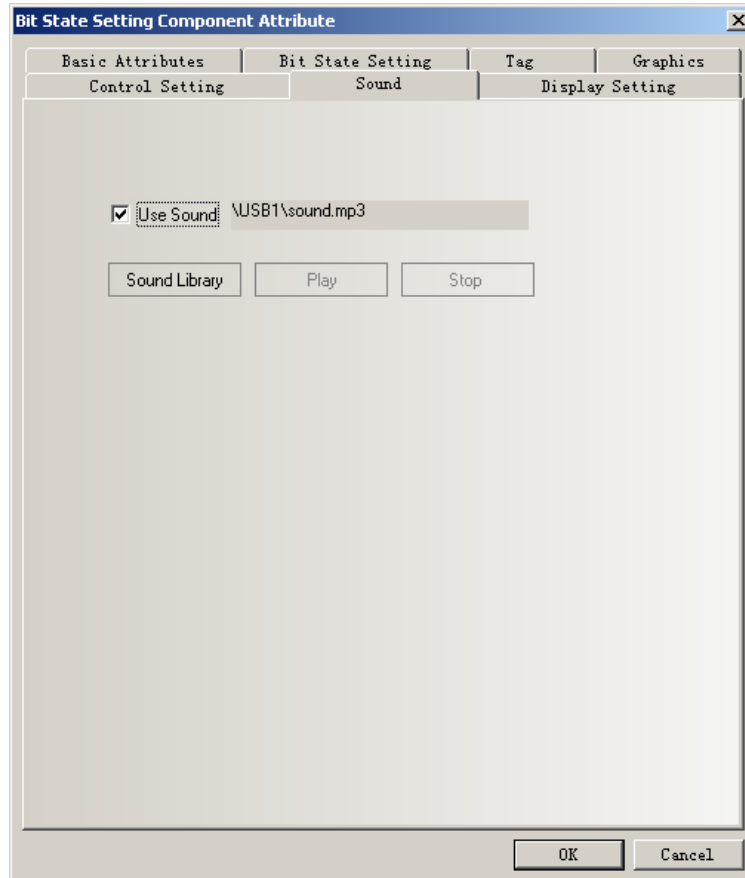 Bit State Setting Component Attribute
Basic Attributes Bit State Setting Tag Graphics
Control Setting Sound Display Setting
Use Sound \USB1\sound.mp3
Sound Library Play Stop
OK Cancel